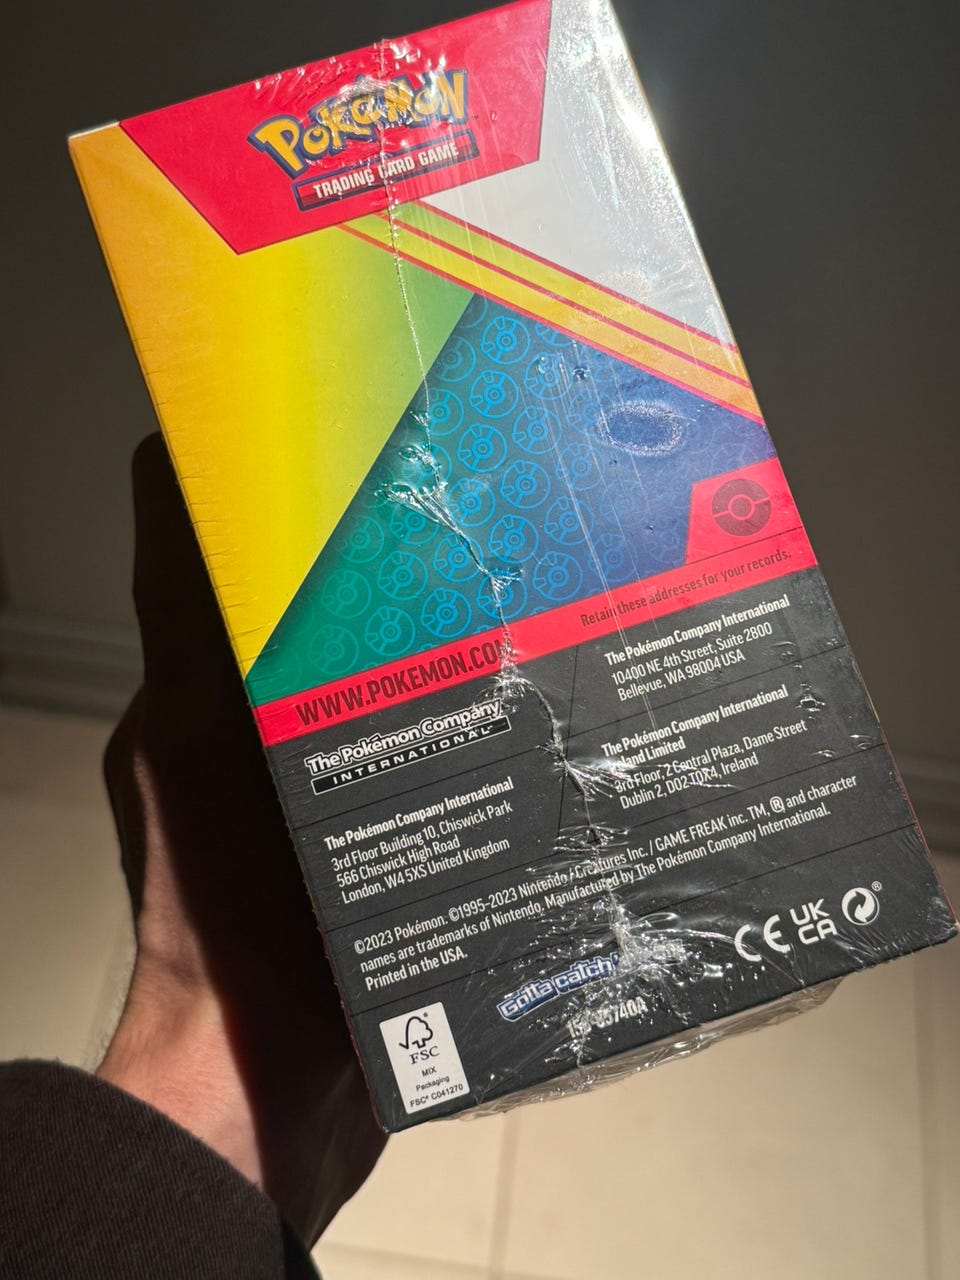 POKÉMON
TRADING CARD GAME
Retain these addresses for your records.
WWW.POKEMON.COM
The Pokémon Company
INTERNATIONAL
The Pokémon Company International
10400 NE 4th Street, Suite 2800
Bellevue, WA 98004 USA
The Pokémon Company International
3rd Floor Building 10, Chiswick Park
566 Chiswick High Road
London, W4 5XS United Kingdom
The Pokémon Company International
Ireland Limited
3rd Floor, 2 Central Plaza, Dame Street
Dublin 2, D02 T0X4, Ireland
©2023 Pokémon. ©1995-2023 Nintendo / Creatures Inc. / GAME FREAK inc. TM, ® and character
names are trademarks of Nintendo. Manufactured by The Pokémon Company International.
Printed in the USA.
CE UK
CA ®
Gotta catch
FSC
MIX
Packaging
FSC® C041270